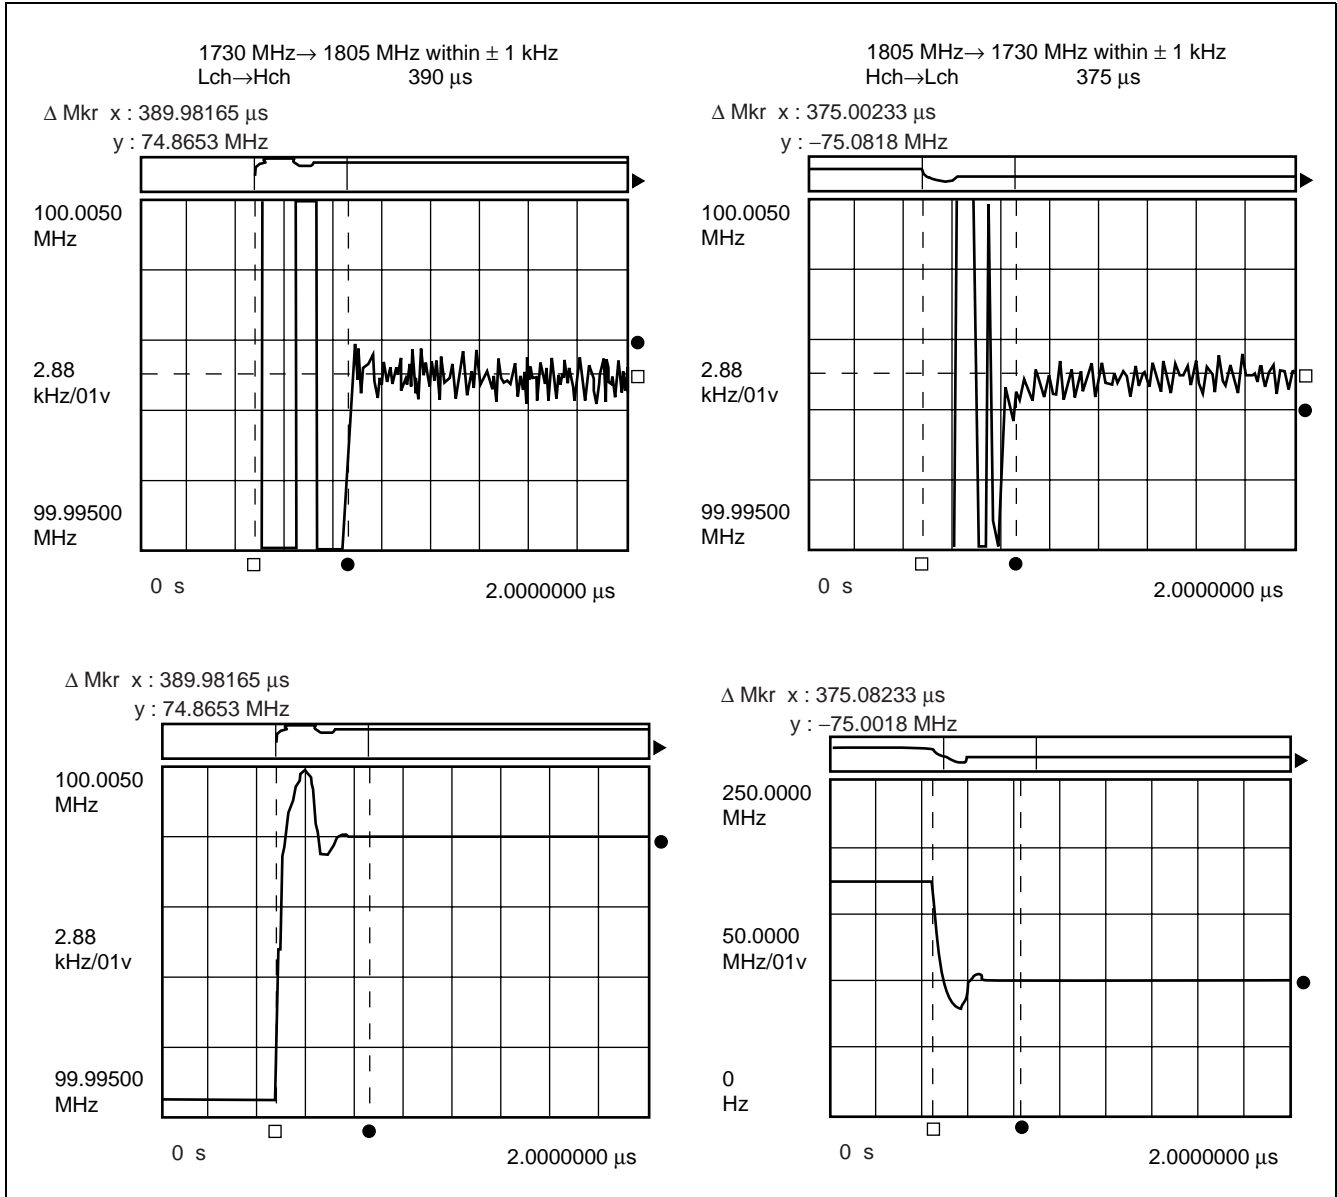 1730 MHz→ 1805 MHz within ± 1 kHz
Lch→Hch 390 μs
Δ Mkr x : 389.98165 μs
y : 74.8653 MHz
100.0050
MHz
2.88
kHz/01v
99.99500
MHz
0 s
2.0000000 μs
1805 MHz→ 1730 MHz within ± 1 kHz
Hch→Lch 375 μs
Δ Mkr x : 375.00233 μs
y : –75.0818 MHz
100.0050
MHz
2.88
kHz/01v
99.99500
MHz
0 s
2.0000000 μs
Δ Mkr x : 389.98165 μs
y : 74.8653 MHz
100.0050
MHz
2.88
kHz/01v
99.99500
MHz
0 s
2.0000000 μs
Δ Mkr x : 375.08233 μs
y : –75.0018 MHz
250.0000
MHz
50.0000
MHz/01v
0
Hz
0 s
2.0000000 μs